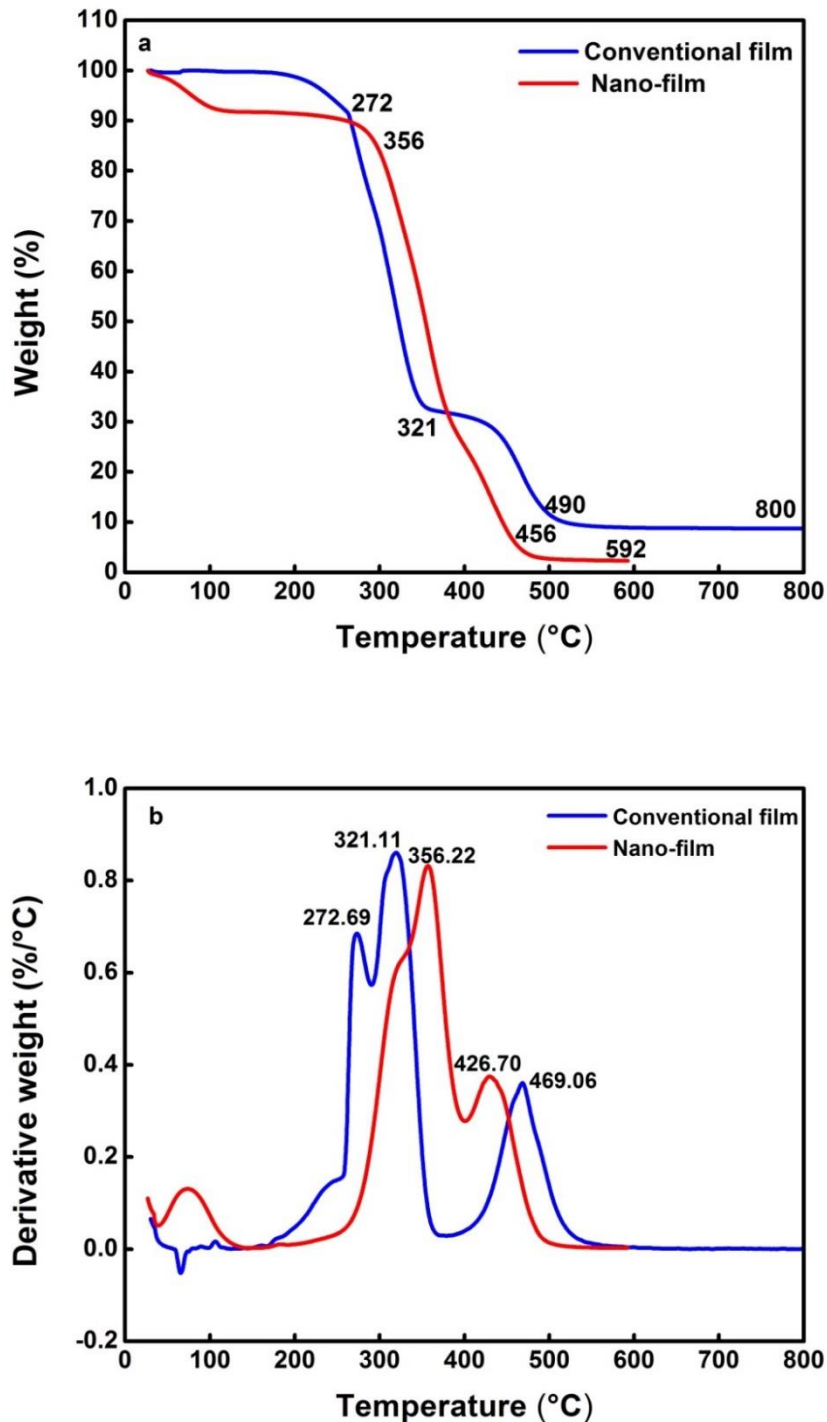 110
a
Conventional film
Nano-film
100
272
90
356
80
70
60
50
40
30
321
20
490
800
10
456
592
0
0 100 200 300 400 500 600 700 800
Weight (%)
Temperature (°C)
1.0
b
Conventional film
Nano-film
321.11
356.22
0.8
272.69
0.6
0.4
426.70
469.06
0.2
0.0
-0.2
0 100 200 300 400 500 600 700 800
Derivative weight (%/°C)
Temperature (°C)